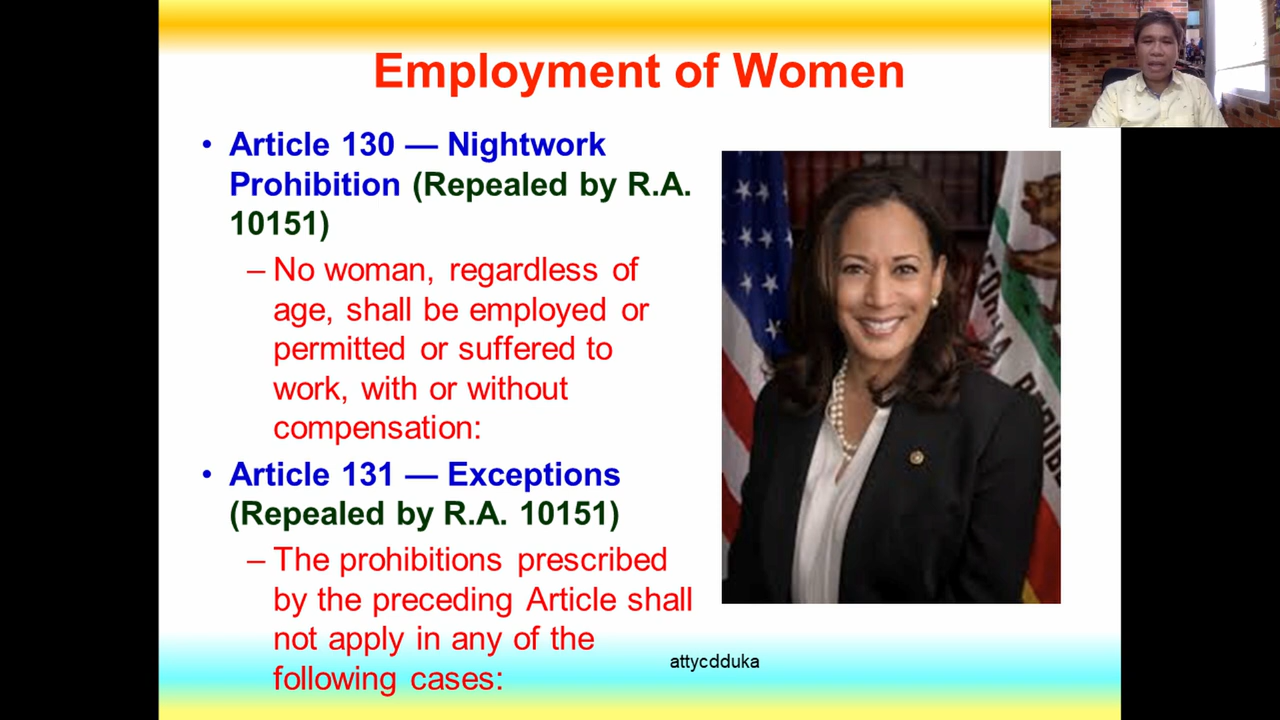 Employment of Women
• Article 130 — Nightwork
Prohibition (Repealed by R.A.
10151)
– No woman, regardless of
age, shall be employed or
permitted or suffered to
work, with or without
compensation:
• Article 131 — Exceptions
(Repealed by R.A. 10151)
– The prohibitions prescribed
by the preceding Article shall
not apply in any of the
following cases:
attycdduka